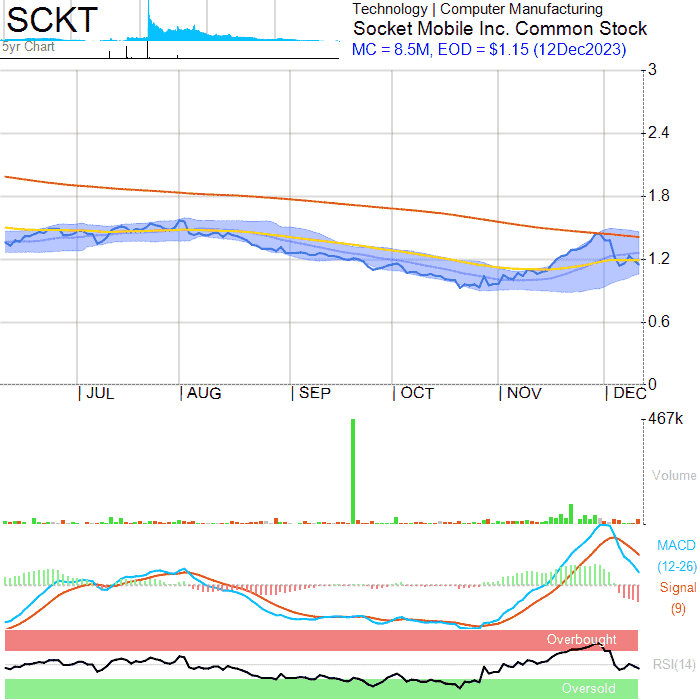 SCKT
5yr Chart
Technology | Computer Manufacturing
Socket Mobile Inc. Common Stock
MC = 8.5M, EOD = $1.15 (12Dec2023)
3
2.4
1.8
1.2
0.6
0
JUL
AUG
SEP
OCT
NOV
DEC
467k
Volume
MACD
(12-26)
Signal
(9)
Overbought
RSI(14)
Oversold